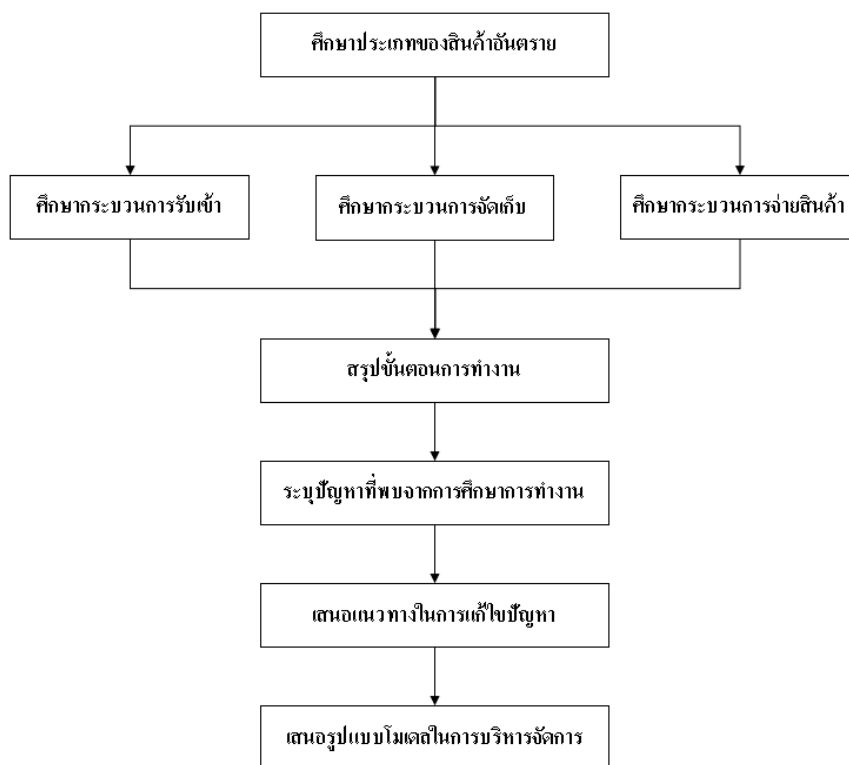 ศึกษาประเภทของสินค้าอันตราย
ศึกษากระบวนการรับเข้า
ศึกษากระบวนการจัดเก็บ
ศึกษากระบวนการจ่ายสินค้า
สรุปขั้นตอนการทำงาน
ระบุปัญหาที่พบจากการศึกษาการทำงาน
เสนอแนวทางในการแก้ไขปัญหา
เสนอรูปแบบโมเดลในการบริหารจัดการ